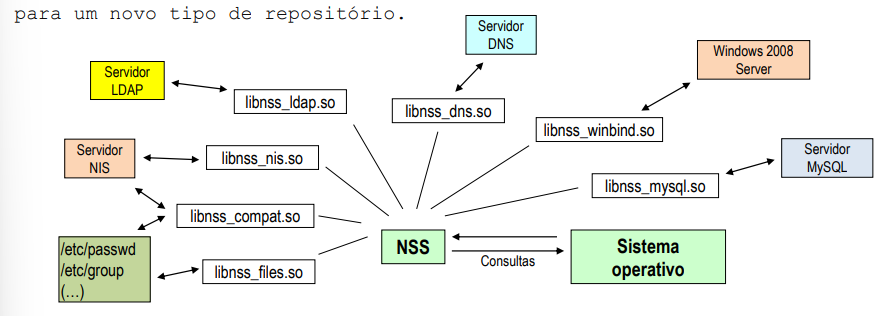 para um novo tipo de repositório.
Servidor
DNS
Windows 2008
Server
Servidor
LDAP
libnss_ldap.so
libnss_dns.so
libnss_winbind.so
Servidor
NIS
libnss_nis.so
Servidor
MySQL
libnss_mysql.so
libnss_compat.so
/etc/passwd
/etc/group
(...)
libnss_files.so
NSS
Consultas
Sistema
operativo